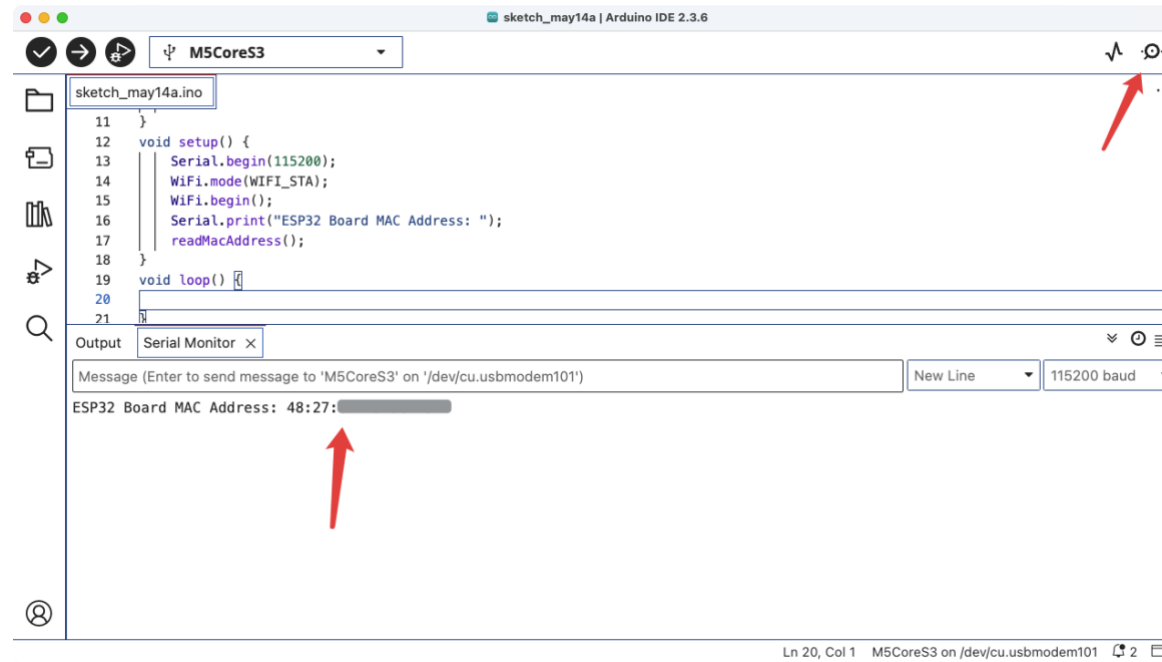 sketch_may14a | Arduino IDE 2.3.6
M5CoreS3
sketch_may14a.ino
11 }
12 void setup() {
13 Serial.begin(115200);
14 WiFi.mode(WIFI_STA);
15 WiFi.begin();
16 Serial.print("ESP32 Board MAC Address: ");
17 readMacAddress();
18 }
19 void loop() {
20
21 }
Output Serial Monitor
Message (Enter to send message to 'M5CoreS3' on '/dev/cu.usbmodem101') New Line 115200 baud
ESP32 Board MAC Address: 48:27:
Ln 20, Col 1 M5CoreS3 on /dev/cu.usbmodem101 2